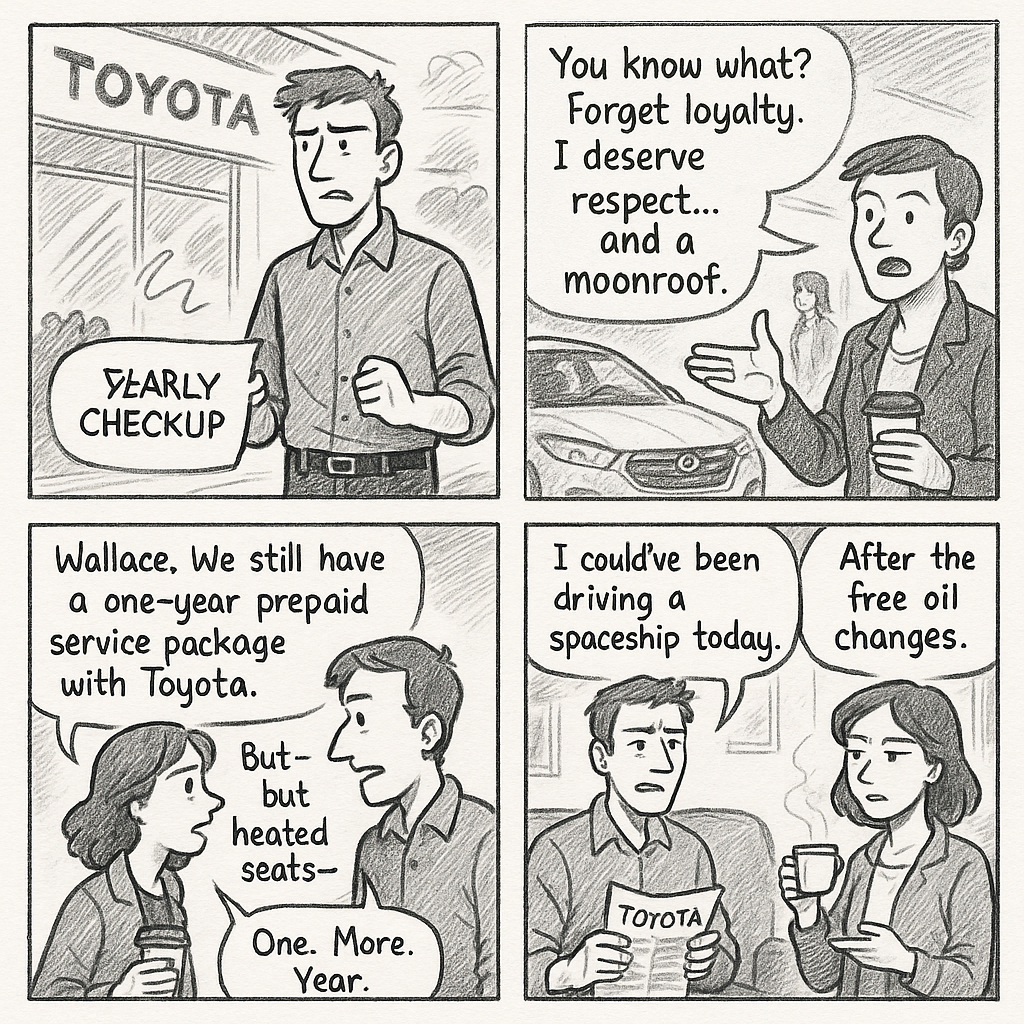 TOYOTA
YEARLY
CHECKUP
You know what?
Forget loyalty.
I deserve
respect...
and a
moonroof.
Wallace. We still have
a one-year prepaid
service package
with Toyota.
But–
but
heated
seats–
One. More.
Year.
I could've been
driving a
spaceship today.
After the
free oil
changes.
TOYOTA